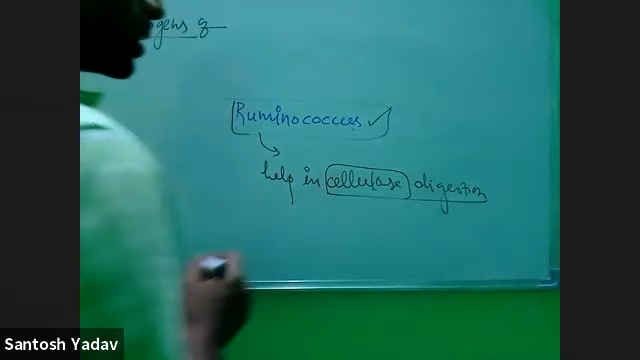 Ruminococcus ✓
help in cellulose digestion
Santosh Yadav